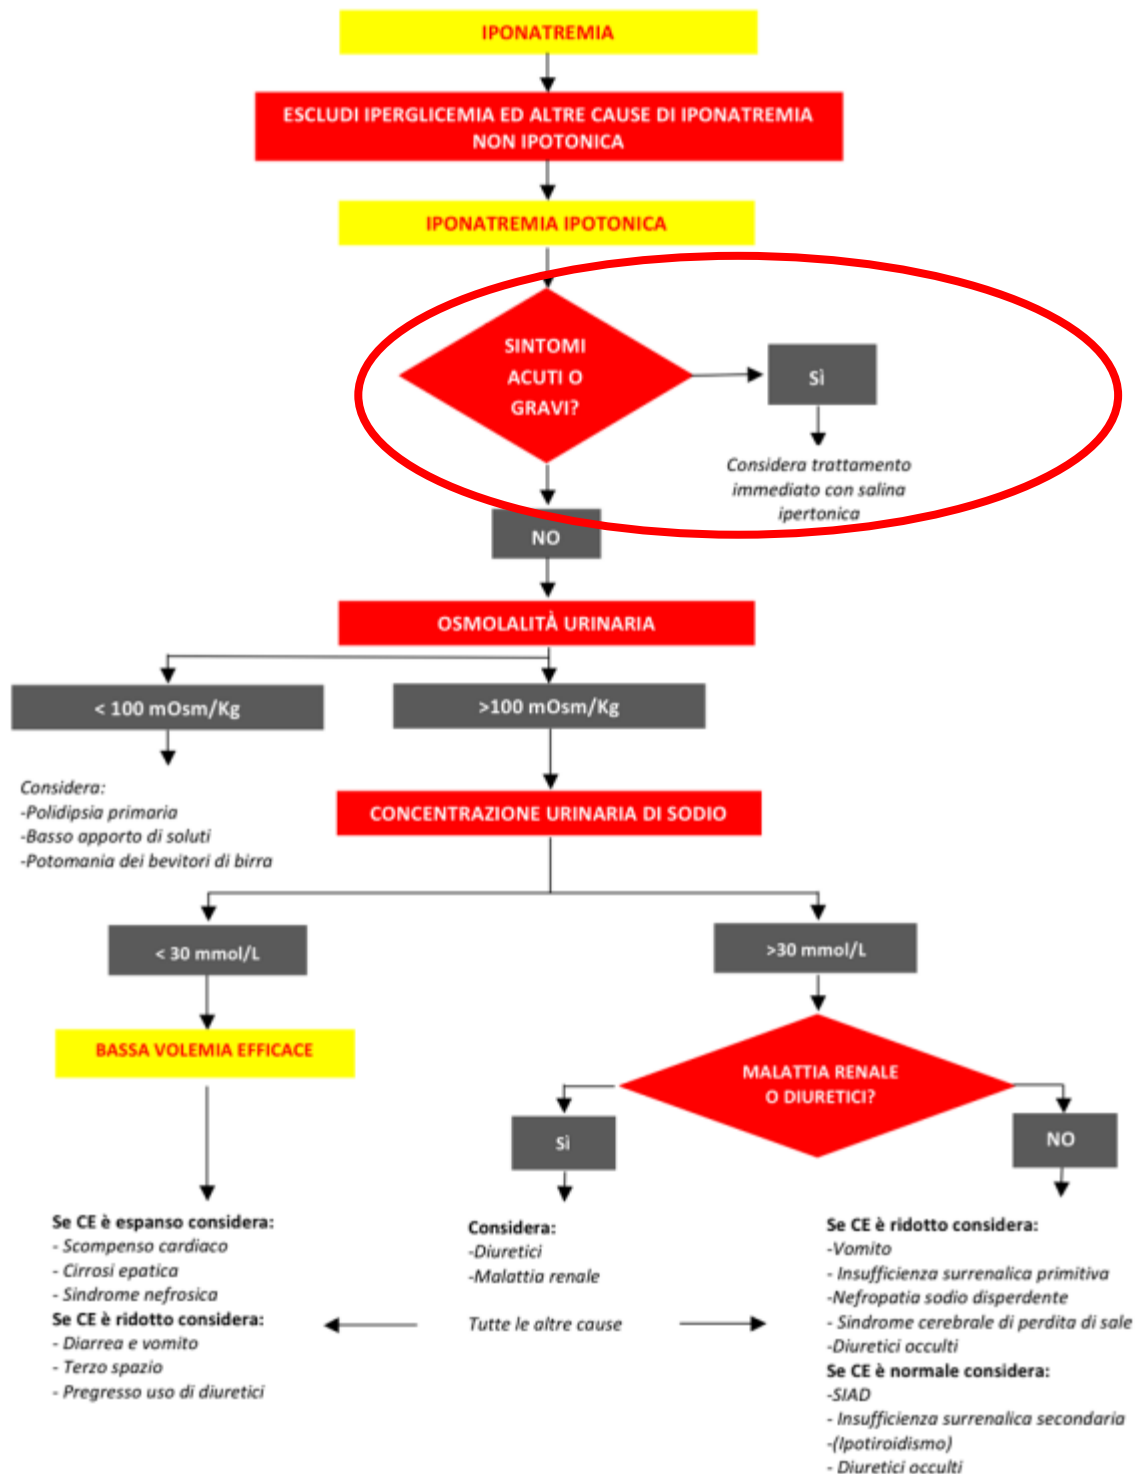 IPONATREMIA
ESCLUDI IPERGLICEMIA ED ALTRE CAUSE DI IPONATREMIA
NON IPOTONICA
IPONATREMIA IPOTONICA
SINTOMI
ACUTI O
GRAVI?
Sì
Considera trattamento
immediato con salina
ipertonica
NO
OSMOLALITÀ URINARIA
< 100 mOsm/Kg
>100 mOsm/Kg
Considera:
-Polidipsia primaria
-Basso apporto di soluti
-Potomania dei bevitori di birra
CONCENTRAZIONE URINARIA DI SODIO
< 30 mmol/L
>30 mmol/L
BASSA VOLEMIA EFFICACE
MALATTIA RENALE
O DIURETICI?
Sì
NO
Se CE è espanso considera:
- Scompenso cardiaco
- Cirrosi epatica
- Sindrome nefrosica
Se CE è ridotto considera:
- Diarrea e vomito
- Terzo spazio
- Pregresso uso di diuretici
Considera:
-Diuretici
-Malattia renale
Tutte le altre cause
Se CE è ridotto considera:
-Vomito
- Insufficienza surrenalica primitiva
-Nefropatia sodio disperdente
- Sindrome cerebrale di perdita di sale
-Diuretici occulti
Se CE è normale considera:
-SIAD
- Insufficienza surrenalica secondaria
-(Ipotiroidismo)
- Diuretici occulti